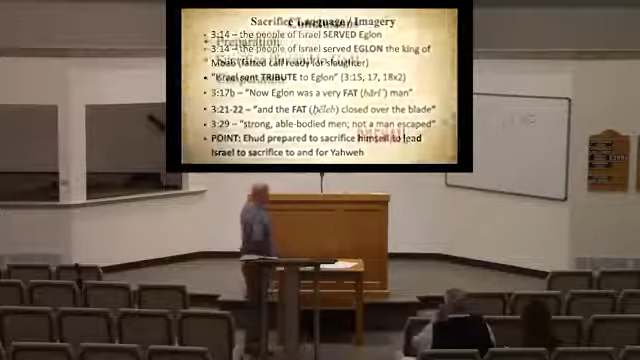 Sacrifice Language / Imagery
3:14 – the people of Israel SERVED Eglon
3:14 – the people of Israel served EGLON the king of
Moab (fatted calf ready for slaughter)
"Israel sent TRIBUTE to Eglon" (3:15, 17, 18x2)
3:17b – "Now Eglon was a very FAT (bārîʾ) man"
3:21-22 – "and the FAT (ḥēleb) closed over the blade"
3:29 – "strong, able-bodied men; not a man escaped"
POINT: Ehud prepared to sacrifice himself to lead
Israel to sacrifice to and for Yahweh
Preparation